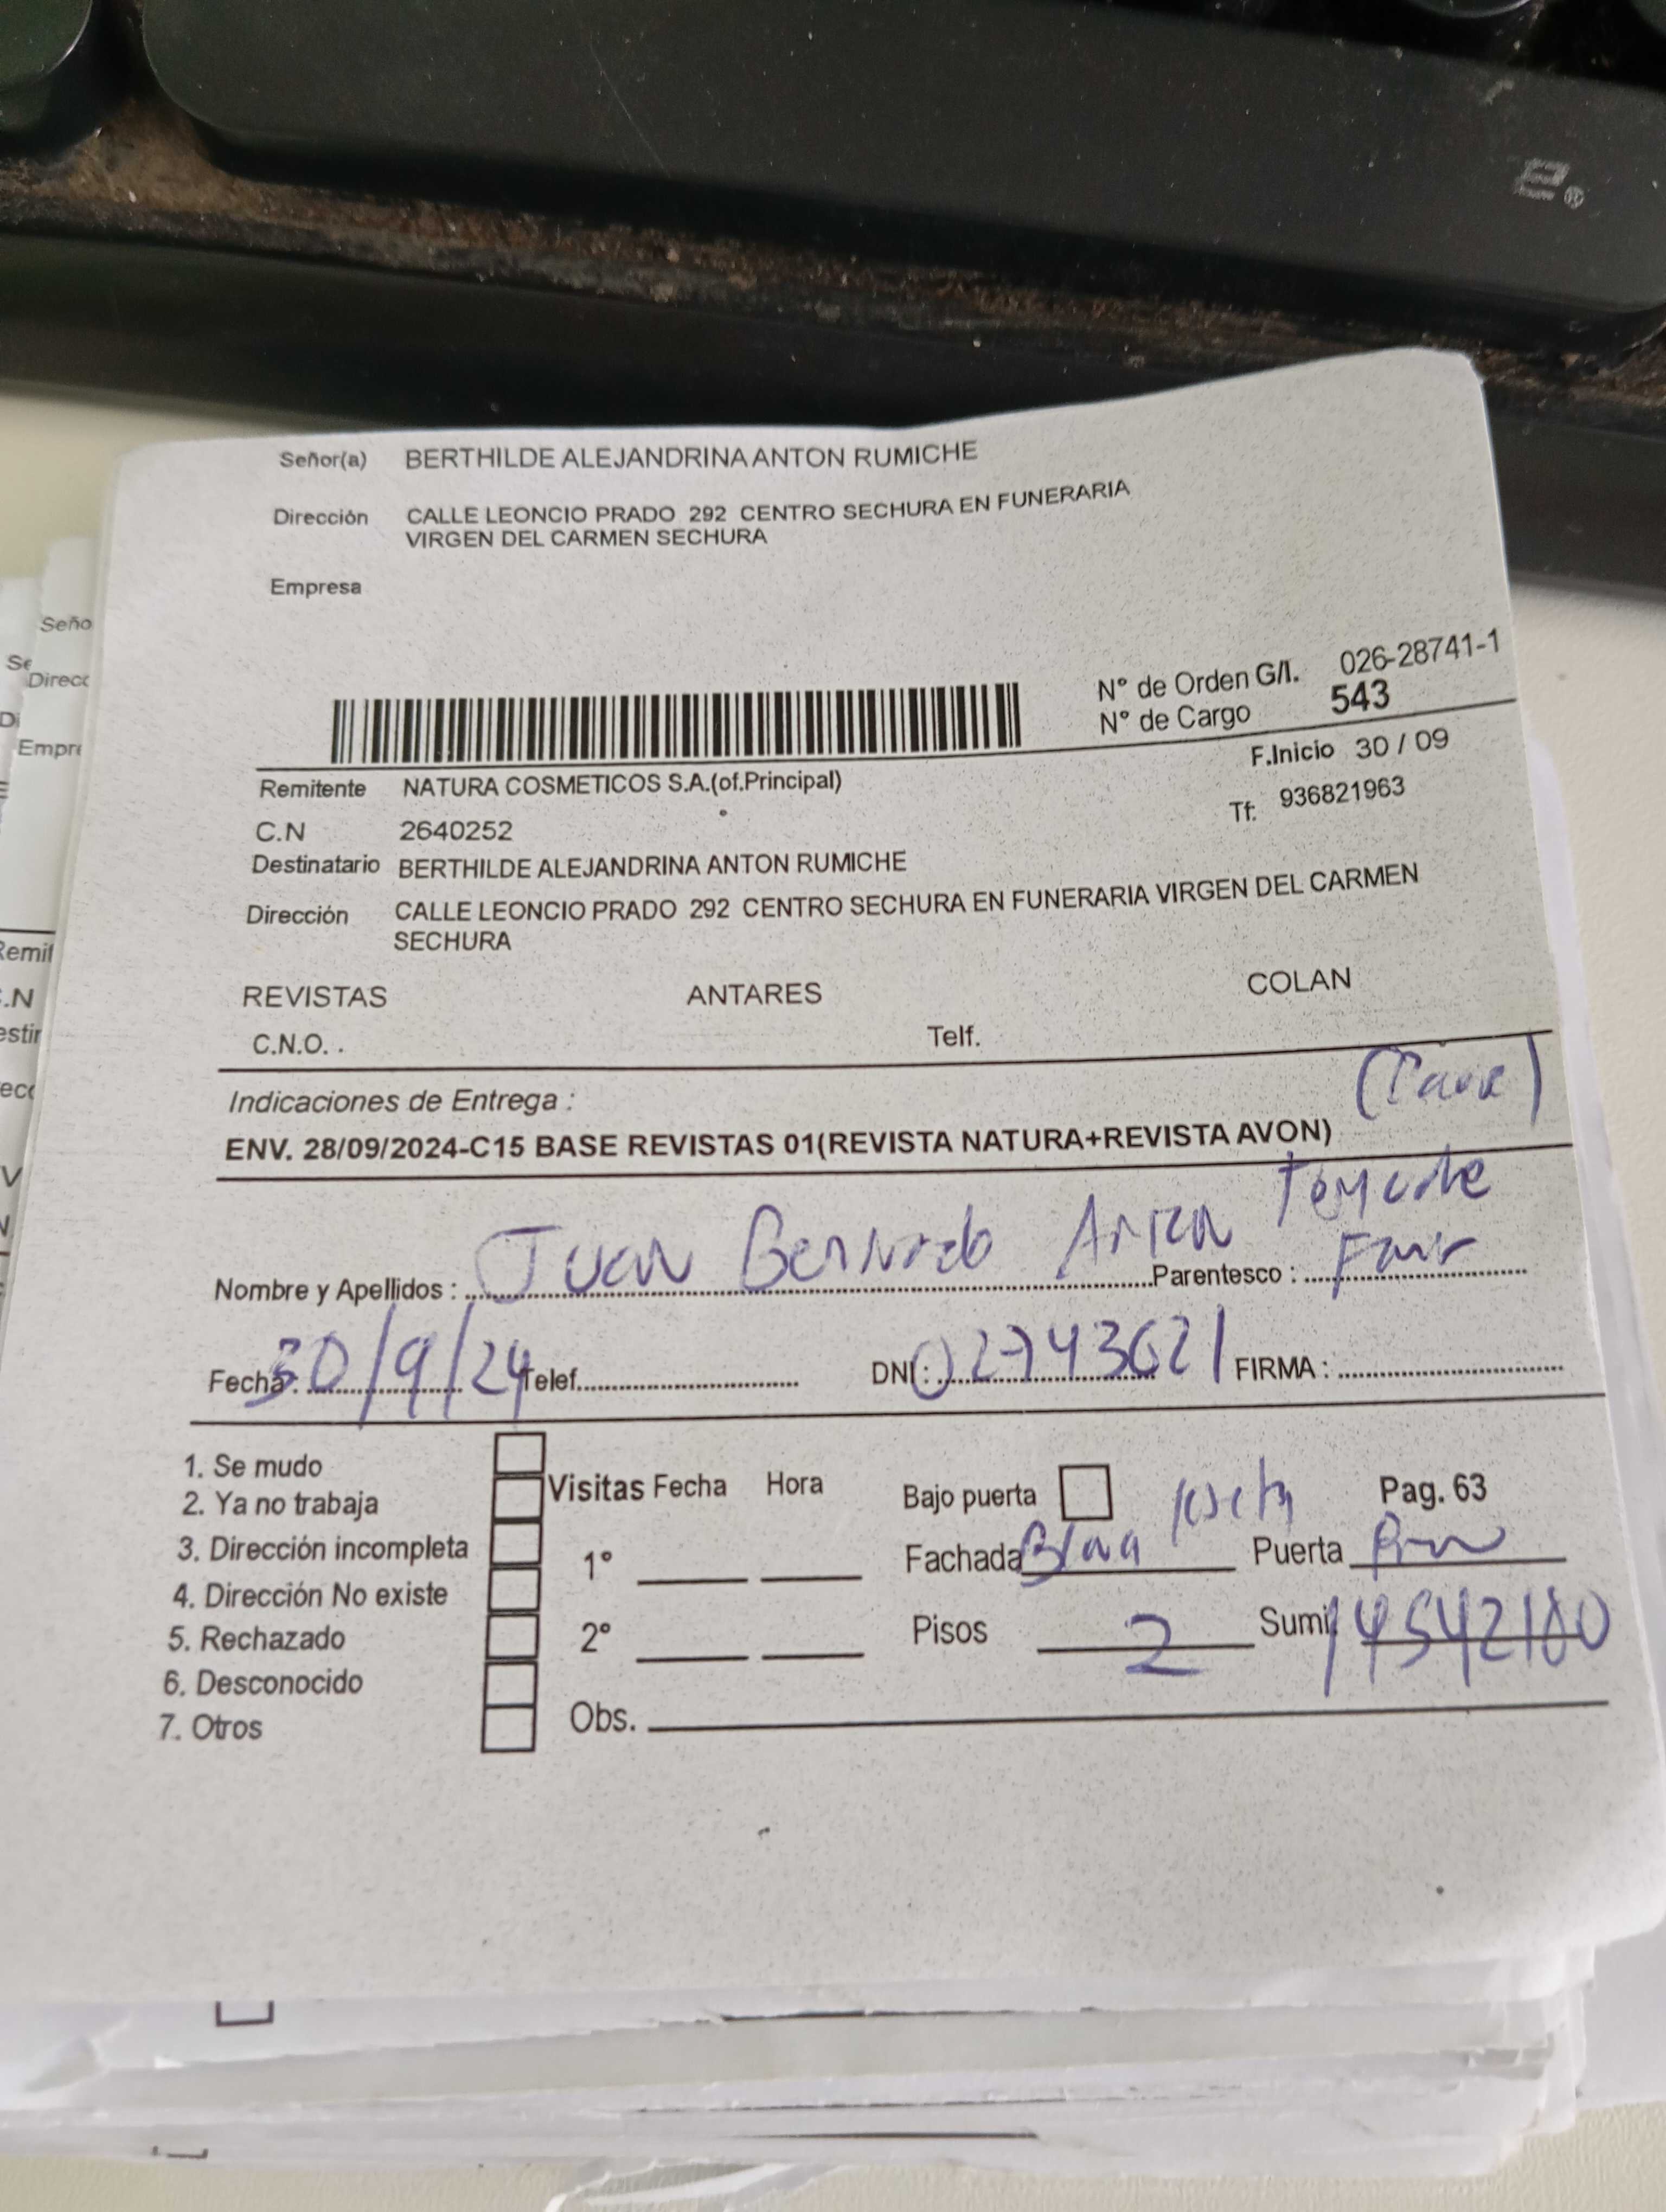 Señor(a) BERTHILDE ALEJANDRINA ANTON RUMICHE
Dirección CALLE LEONCIO PRADO 292 CENTRO SECHURA EN FUNERARIA
VIRGEN DEL CARMEN SECHURA
Empresa
N° de Orden G/I. 026-28741-1
N° de Cargo 543
F.Inicio 30 / 09
Remitente NATURA COSMETICOS S.A.(of.Principal)
Tf: 936821963
C.N 2640252
Destinatario BERTHILDE ALEJANDRINA ANTON RUMICHE
Dirección CALLE LEONCIO PRADO 292 CENTRO SECHURA EN FUNERARIA VIRGEN DEL CARMEN
SECHURA
REVISTAS ANTARES COLAN
C.N.O. . Telf.
Indicaciones de Entrega :
ENV. 28/09/2024-C15 BASE REVISTAS 01(REVISTA NATURA+REVISTA AVON)
Nombre y Apellidos : Juan Bernardo Parentesco :
Fecha : 30/9/24 Telef. DNI : 02743621 FIRMA :
1. Se mudo
2. Ya no trabaja
3. Dirección incompleta
4. Dirección No existe
5. Rechazado
6. Desconocido
7. Otros
Visitas Fecha Hora
1°
2°
Obs.
Bajo puerta Pag. 63
Fachada Puerta
Pisos 2 Sumi 14542180
Seño
Direcc
Empre